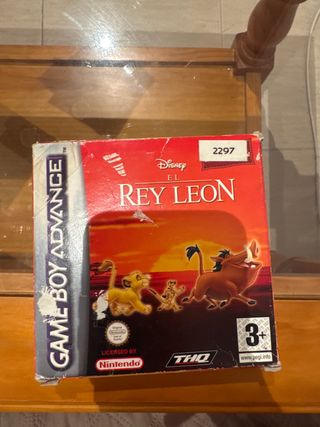 GAME BOY ADVANCE
2297
Disney
EL
REY LEON
LICENSED BY
Nintendo
THQ
3+
www.pegi.info